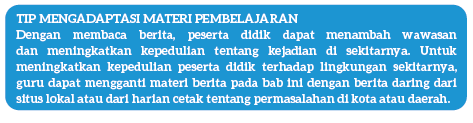 TIP MENGADAPTASI MATERI PEMBELAJARAN
Dengan membaca berita, peserta didik dapat menambah wawasan
dan meningkatkan kepedulian tentang kejadian di sekitarnya. Untuk
meningkatkan kepedulian peserta didik terhadap lingkungan sekitarnya,
guru dapat mengganti materi berita pada bab ini dengan berita daring dari
situs lokal atau dari harian cetak tentang permasalahan di kota atau daerah.